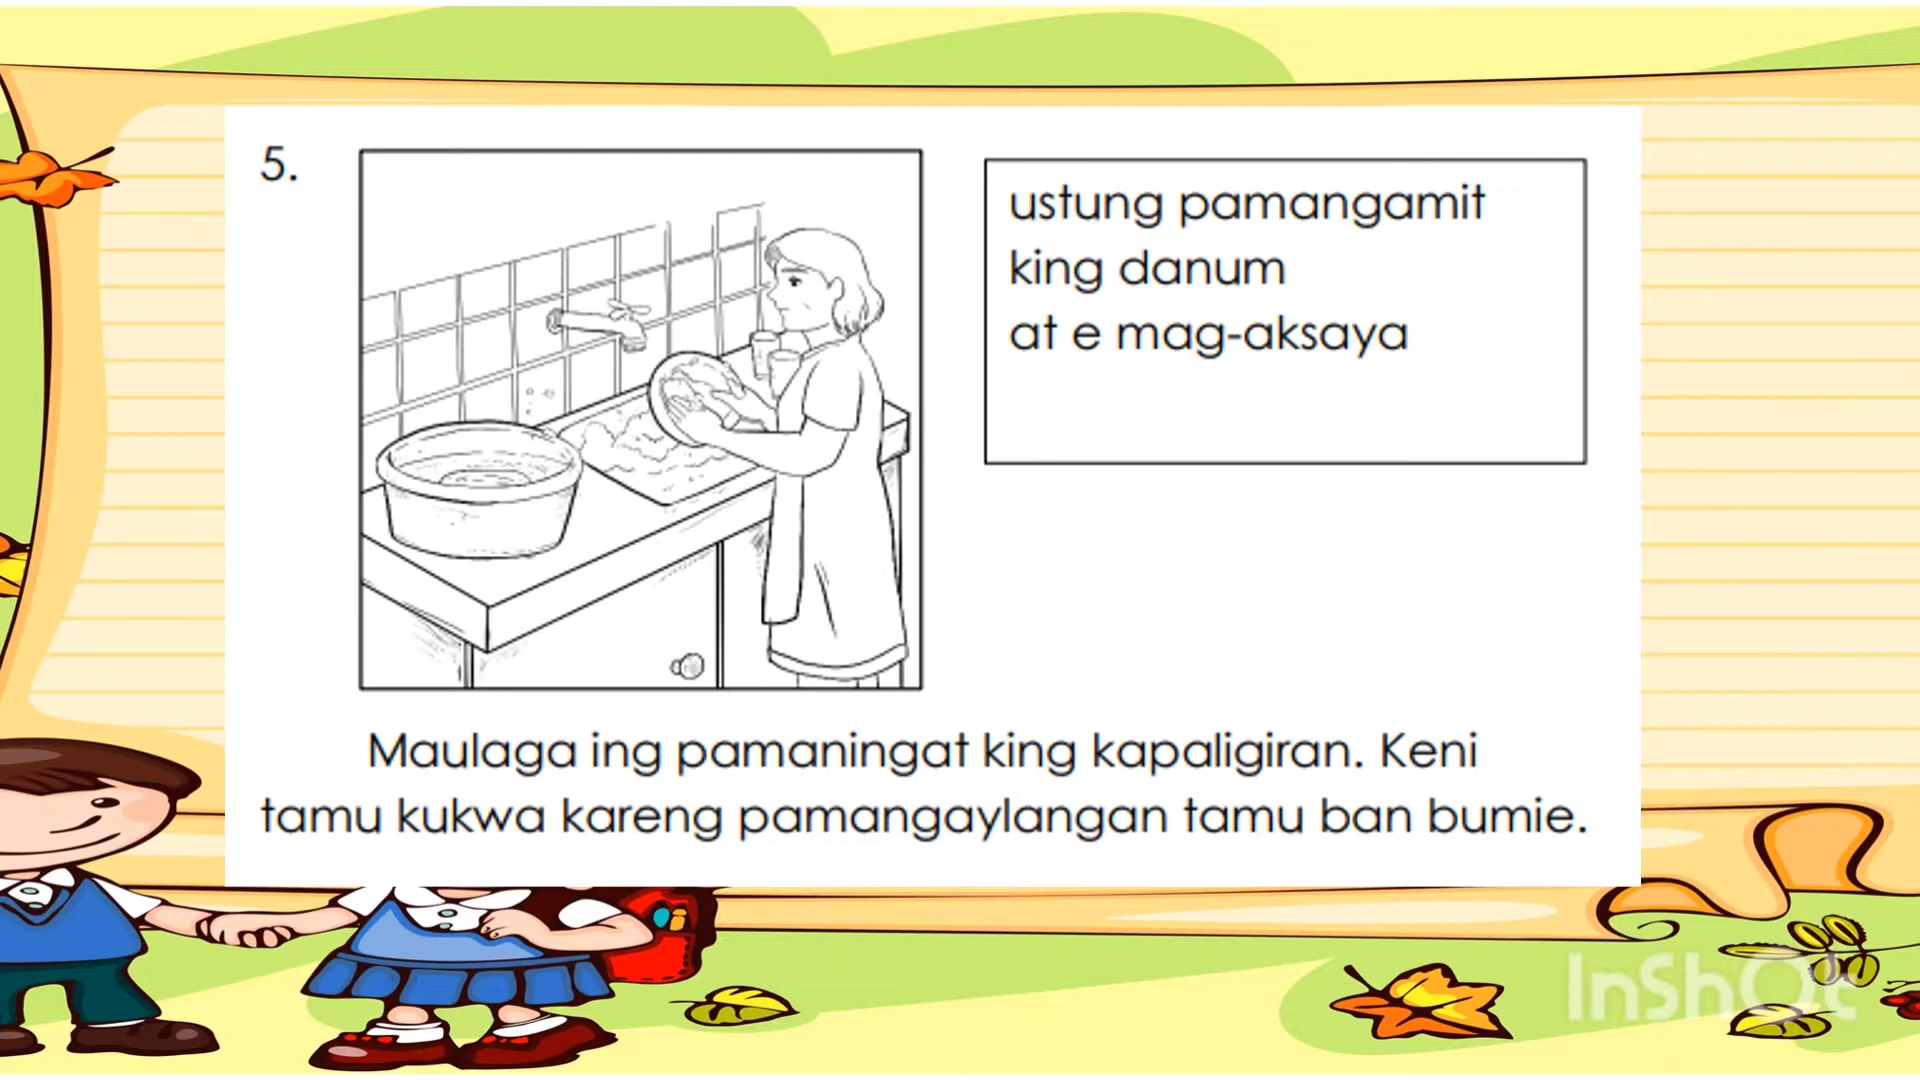 5.
ustung pamangamit
king danum
at e mag-aksaya
Maulaga ing pamaningat king kapaligiran. Keni
tamu kukwa kareng pamangaylangan tamu ban bumie.
InShOt